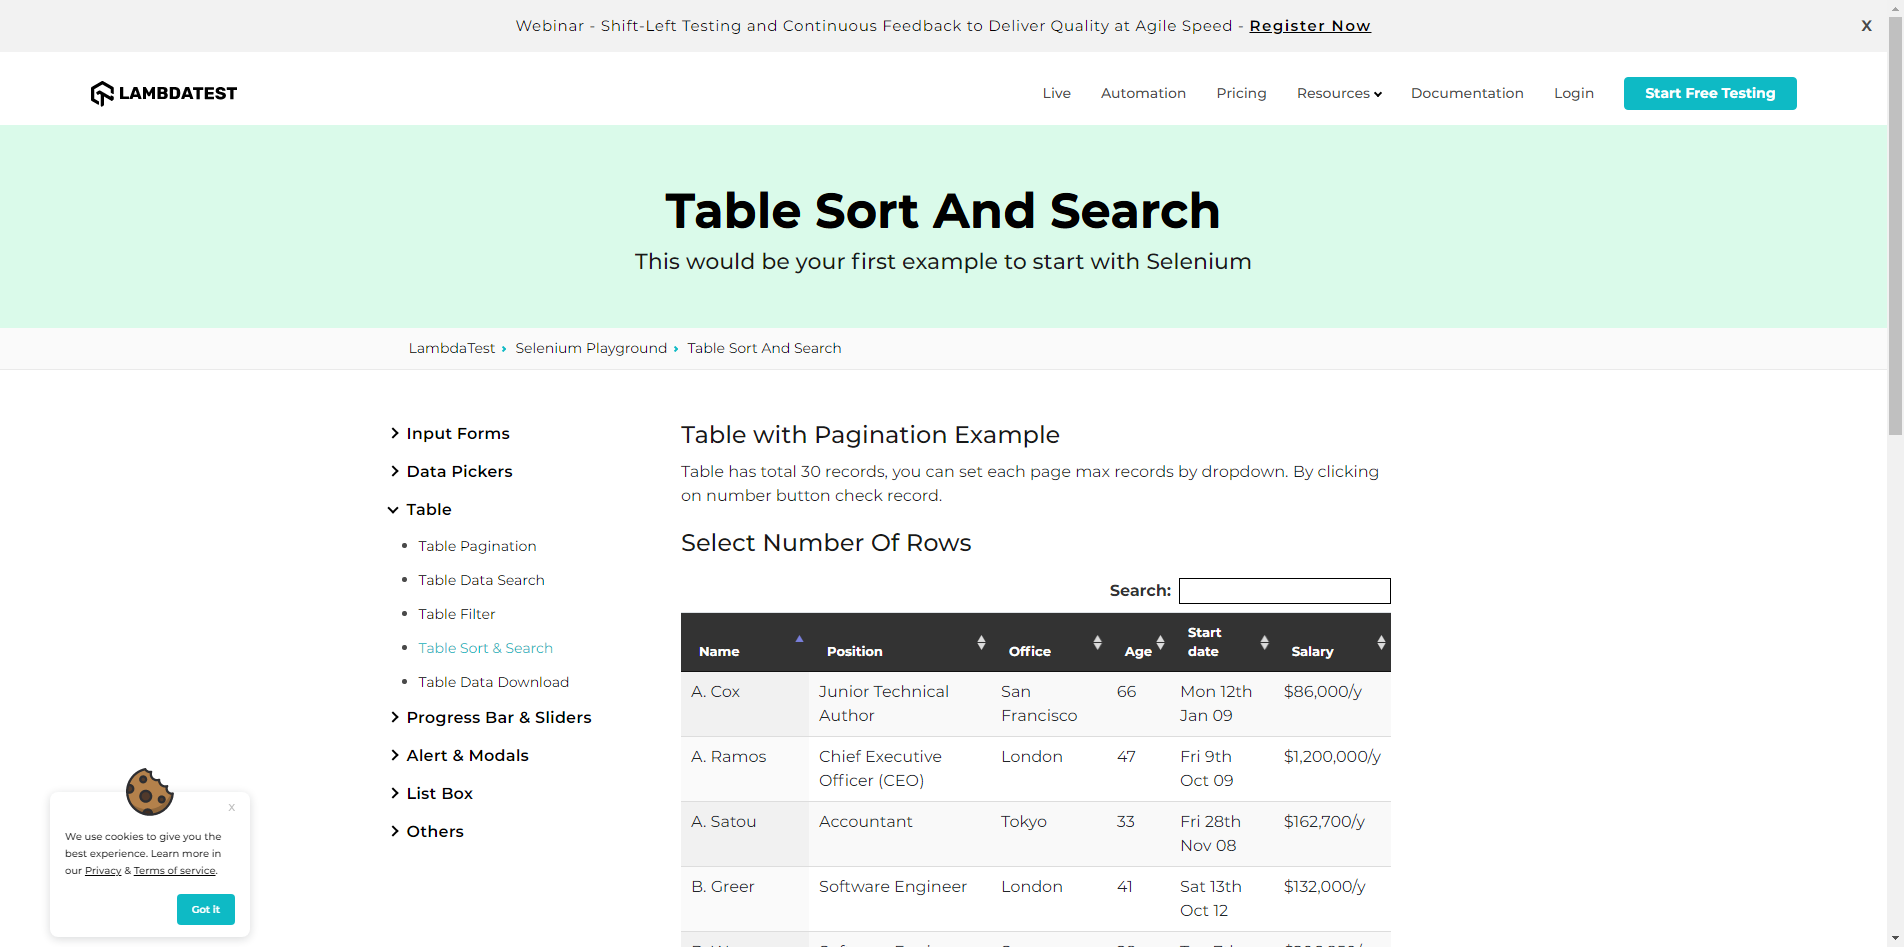 Webinar - Shift-Left Testing and Continuous Feedback to Deliver Quality at Agile Speed - Register Now
X
LAMBDATEST
Live Automation Pricing Resources Documentation Login Start Free Testing
Table Sort And Search
This would be your first example to start with Selenium
LambdaTest › Selenium Playground › Table Sort And Search
Input Forms
Data Pickers
Table
Table Pagination
Table Data Search
Table Filter
Table Sort & Search
Table Data Download
Progress Bar & Sliders
Alert & Modals
List Box
Others
Table with Pagination Example
Table has total 30 records, you can set each page max records by dropdown. By clicking
on number button check record.
Select Number Of Rows
Search:
Name Position Office Age Start date Salary
A. Cox Junior Technical Author San Francisco 66 Mon 12th Jan 09 $86,000/y
A. Ramos Chief Executive Officer (CEO) London 47 Fri 9th Oct 09 $1,200,000/y
A. Satou Accountant Tokyo 33 Fri 28th Nov 08 $162,700/y
B. Greer Software Engineer London 41 Sat 13th Oct 12 $132,000/y
x
We use cookies to give you the
best experience. Learn more in
our Privacy & Terms of service.
Got it